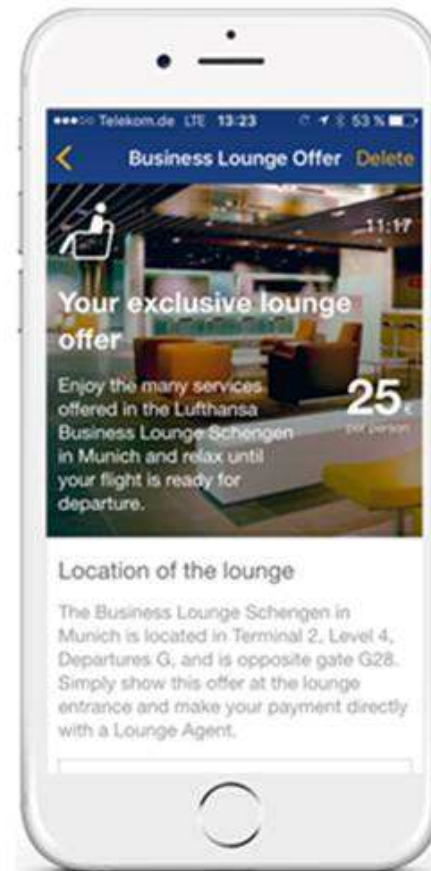 Telekom.de LTE 13:23 53 %
Business Lounge Offer Delete
11:17
Your exclusive lounge
offer
Enjoy the many services
offered in the Lufthansa
Business Lounge Schengen
in Munich and relax until
your flight is ready for
departure.
25€
per person
Location of the lounge
The Business Lounge Schengen in
Munich is located in Terminal 2, Level 4,
Departures G, and is opposite gate G28.
Simply show this offer at the lounge
entrance and make your payment directly
with a Lounge Agent.